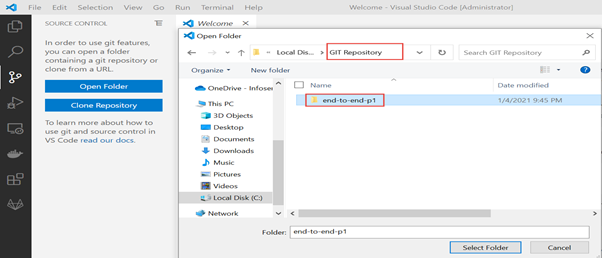 File Edit Selection View Go Run Terminal Help
Welcome - Visual Studio Code [Administrator]
SOURCE CONTROL
Welcome
In order to use git features,
you can open a folder
containing a git repository or
clone from a URL.
Open Folder
Clone Repository
To learn more about how to
use git and source control in
VS Code read our docs.
Open Folder
Local Dis... GIT Repository
Search GIT Repository
Organize New folder
OneDrive - Infoser
This PC
3D Objects
Desktop
Documents
Downloads
Music
Pictures
Videos
Local Disk (C:)
Network
Name Date modified
end-to-end-p1 1/4/2021 9:45 PM
Folder: end-to-end-p1
Select Folder Cancel